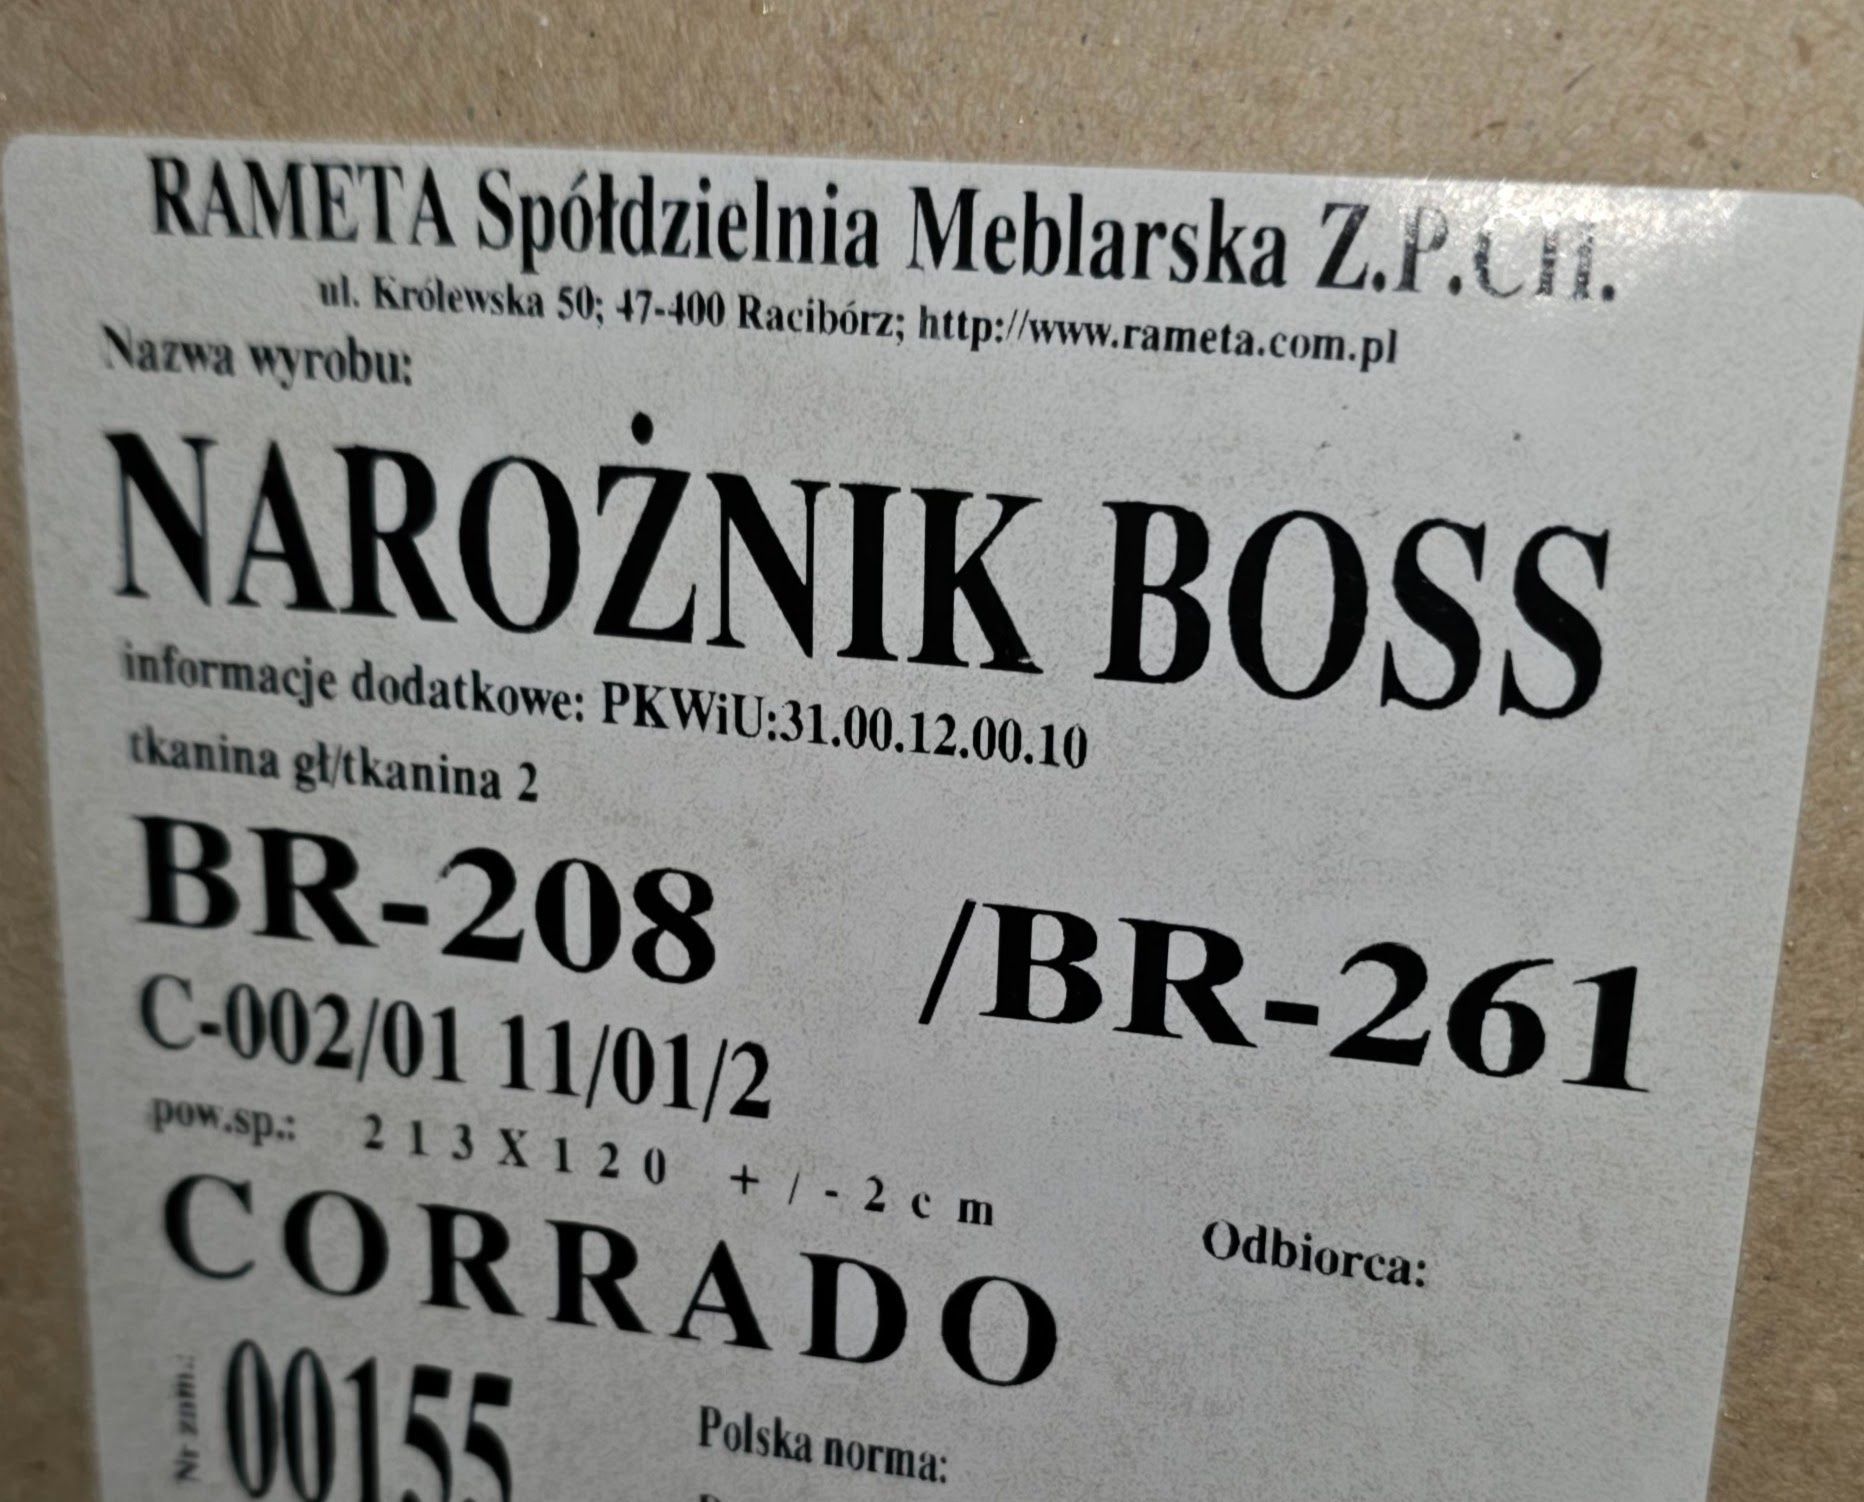 RAMETA Spółdzielnia Meblarska Z.P.Ch.
ul. Królewska 50; 47-400 Racibórz; http://www.rameta.com.pl
Nazwa wyrobu:
NAROŻNIK BOSS
informacje dodatkowe: PKWiU:31.00.12.00.10
tkanina gł/tkanina 2
BR-208 /BR-261
C-002/01 11/01/2
pow.sp.: 213X120 +/-2cm
CORRADO
Odbiorca:
Nr znm.: 00155
Polska norma: